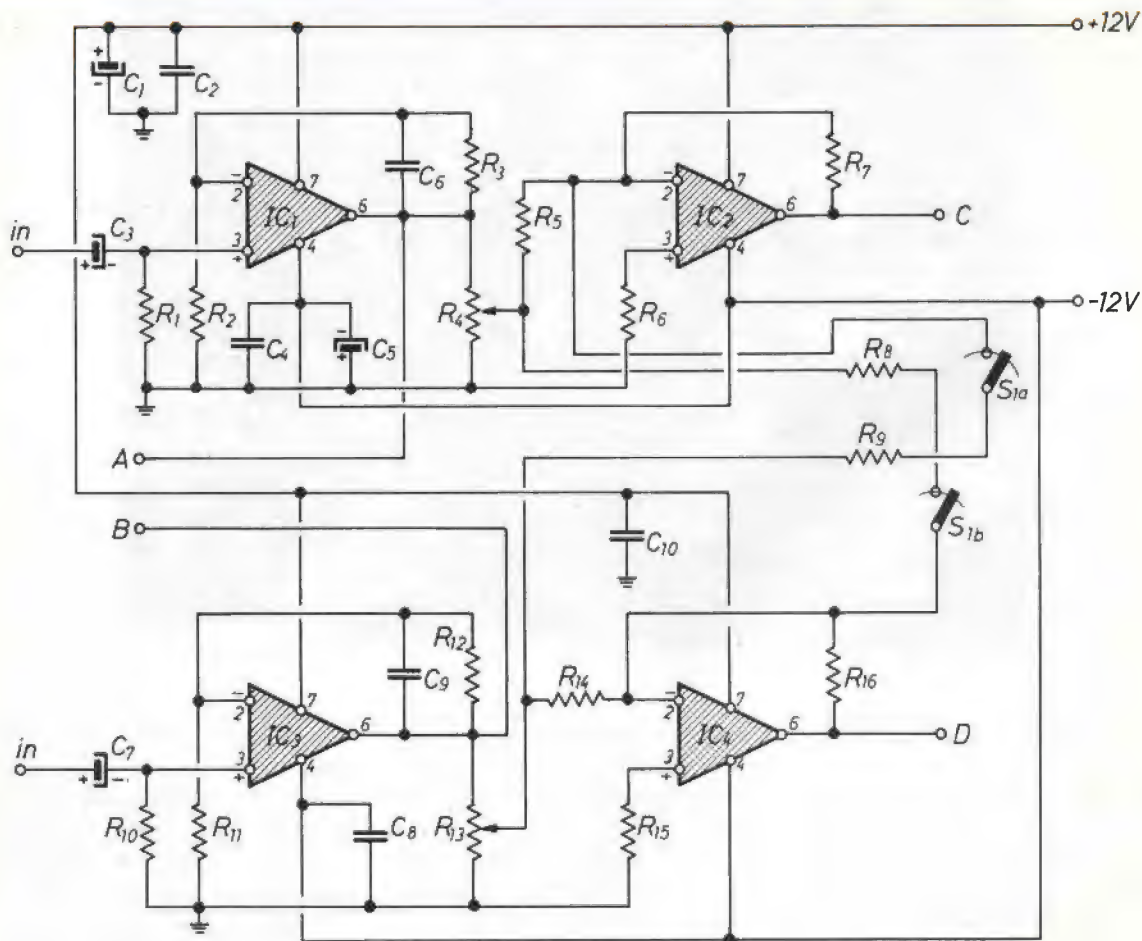 +12V
+
-
C1
C2
R3
C6
R7
-
2
7
IC1
6
3
+
4
in
C3
+ -
R1
R2
C4
-
+
C5
R4
R5
-
2
7
IC2
6
3
+
4
C
R6
-12V
R8
S1a
R9
A
B
S1b
C10
R12
C9
R14
R16
-
2
7
IC3
6
3
+
4
-
2
7
IC4
6
3
+
4
D
in
C7
+ -
R10
R11
C8
R13
R15